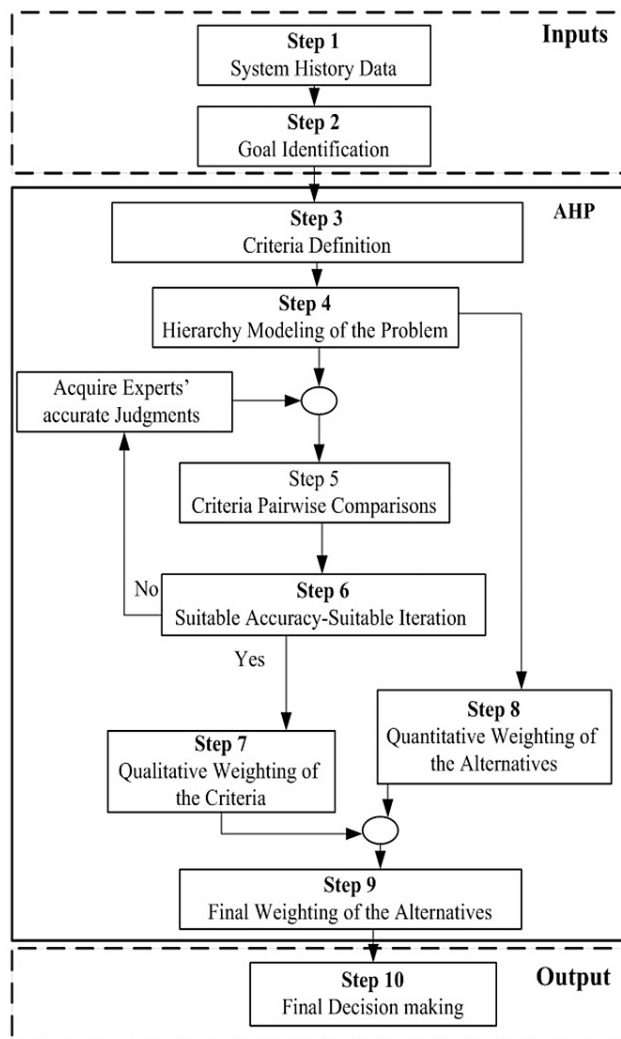 Inputs
Step 1
System History Data
Step 2
Goal Identification
AHP
Step 3
Criteria Definition
Step 4
Hierarchy Modeling of the Problem
Acquire Experts'
accurate Judgments
Step 5
Criteria Pairwise Comparisons
No
Step 6
Suitable Accuracy-Suitable Iteration
Yes
Step 7
Qualitative Weighting of
the Criteria
Step 8
Quantitative Weighting of
the Alternatives
Step 9
Final Weighting of the Alternatives
Output
Step 10
Final Decision making